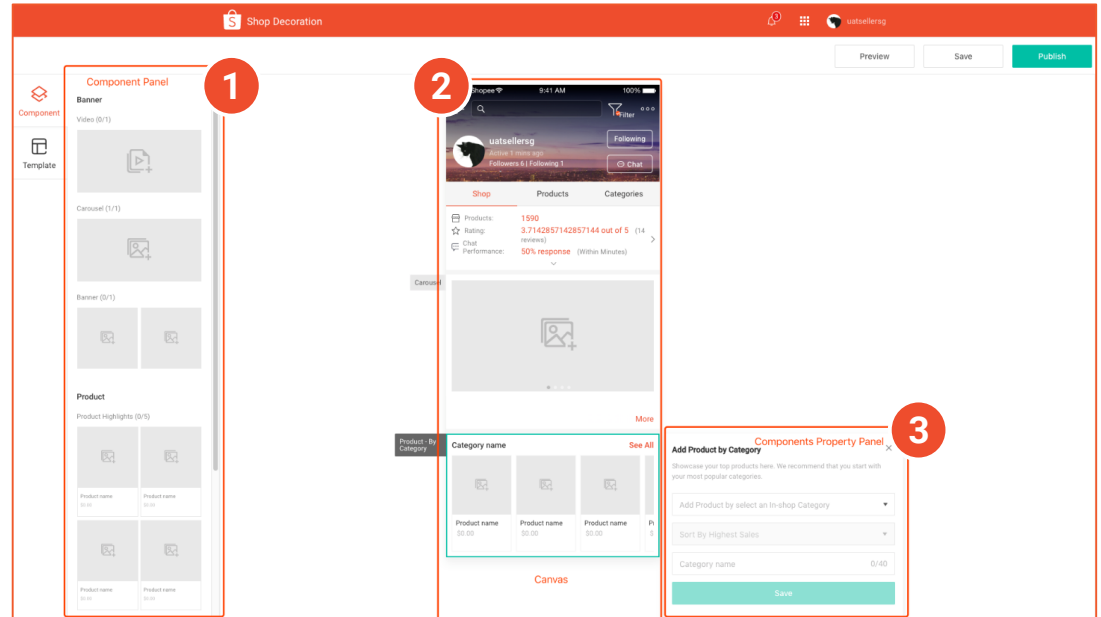 Shop Decoration
3
uatsellersg
Preview
Save
Publish
Component
Template
Component Panel
1
Banner
Video (0/1)
Carousel (1/1)
Banner (0/1)
Product
Product Highlights (0/5)
Product name
$0.00
Product name
$0.00
Product name
$0.00
Product name
$0.00
2
Shopee
9:41 AM
100%
Filter
uatsellersg
Active 1 mins ago
Followers 6 | Following 1
Following
Chat
Shop
Products
Categories
Products:
1590
Rating:
3.7142857142857144 out of 5 (14
reviews)
Chat
Performance:
50% response (Within Minutes)
Carousel
More
Product - By
Category
Category name
See All
Product name
$0.00
Product name
$0.00
Product name
$0.00
Canvas
3
Components Property Panel
Add Product by Category
Showcase your top products here. We recommend that you start with
your most popular categories.
Add Product by select an In-shop Category
Sort By Highest Sales
Category name
0/40
Save